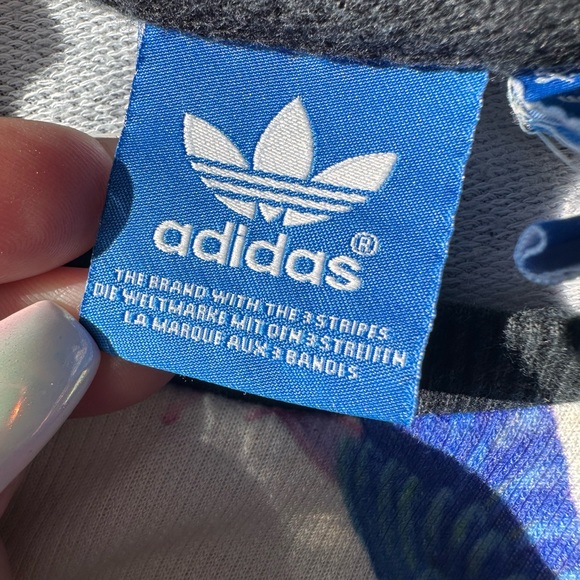 adidas®
THE BRAND WITH THE 3 STRIPES
DIE WELTMARKE MIT DEN 3 STREIFEN
LA MARQUE AUX 3 BANDES